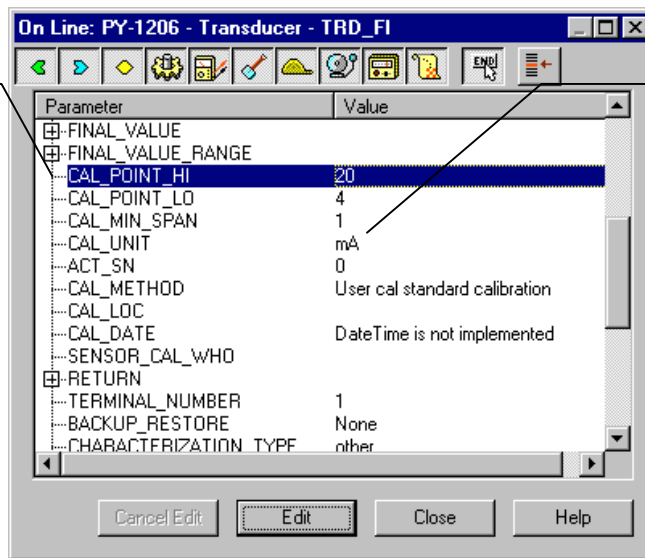 On Line: PY-1206 - Transducer - TRD_FI
END
Parameter Value
FINAL_VALUE
FINAL_VALUE_RANGE
CAL_POINT_HI 20
CAL_POINT_LO 4
CAL_MIN_SPAN 1
CAL_UNIT mA
ACT_SN 0
CAL_METHOD User cal standard calibration
CAL_LOC
CAL_DATE DateTime is not implemented
SENSOR_CAL_WHO
RETURN
TERMINAL_NUMBER 1
BACKUP_RESTORE None
CHARACTERIZATION_TYPE other
Cancel Edit Edit Close Help